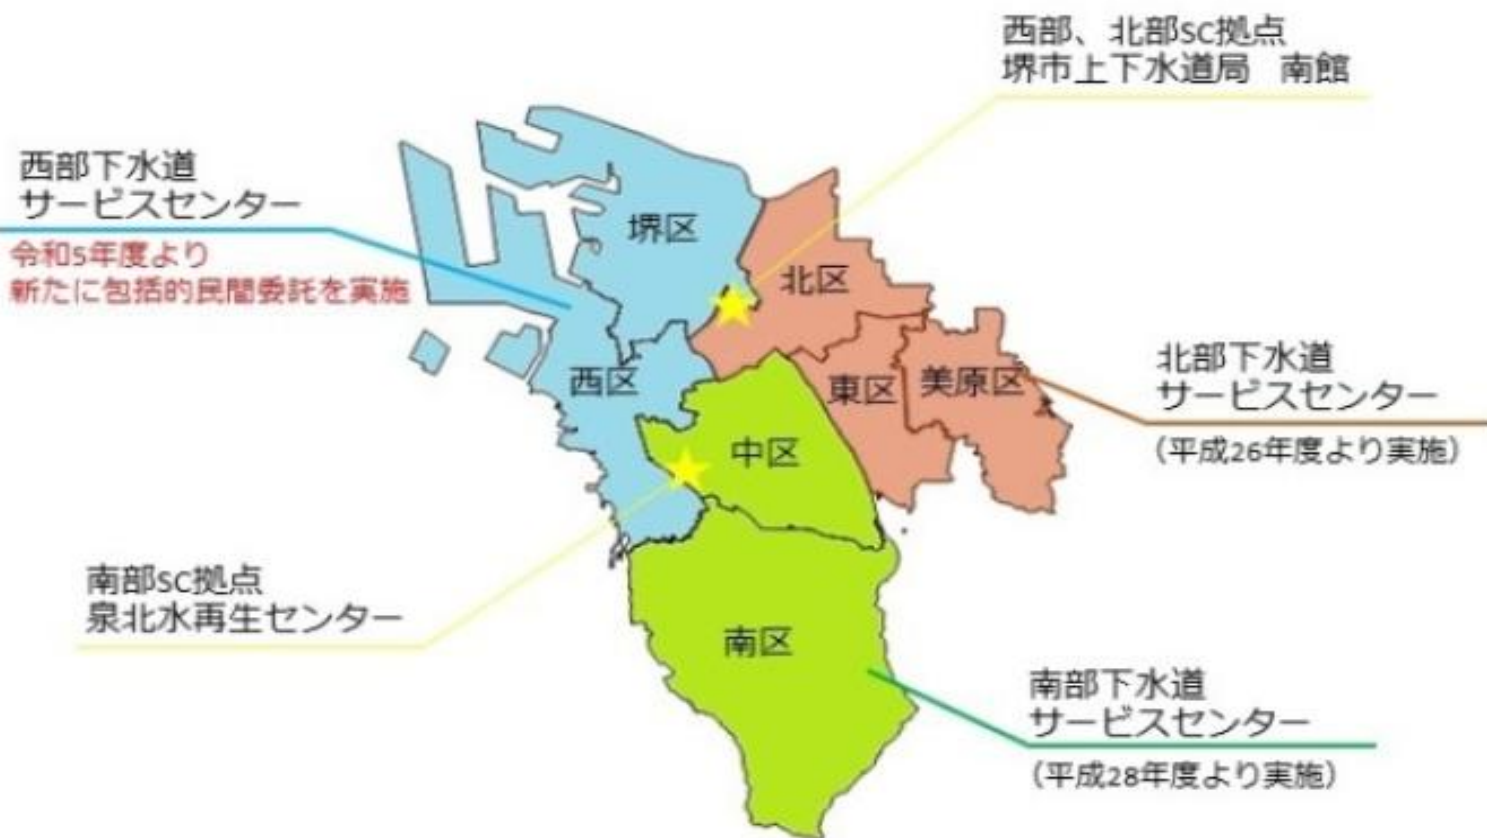 西部、北部SC拠点
堺市上下水道局　南館
西部下水道
サービスセンター
令和5年度より
新たに包括的民間委託を実施
堺区
北区
西区
東区
美原区
北部下水道
サービスセンター
（平成26年度より実施）
中区
南部SC拠点
泉北水再生センター
南区
南部下水道
サービスセンター
（平成28年度より実施）